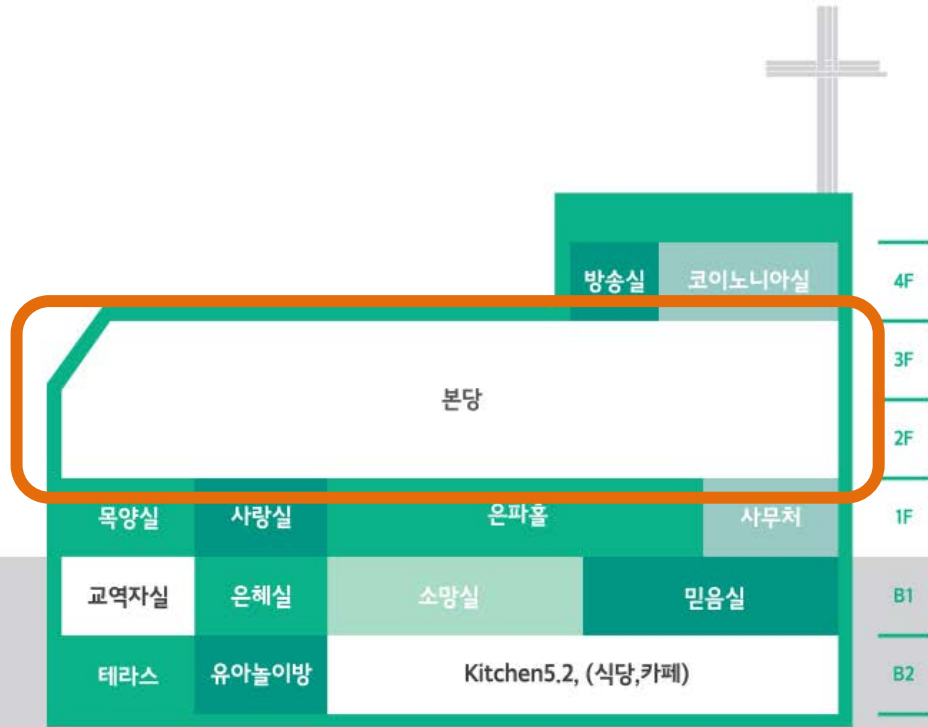 방송실 코이노니아실 4F
3F
본당
2F
목양실 사랑실 은파홀 사무처 1F
교역자실 은혜실 소망실 믿음실 B1
테라스 유아놀이방 Kitchen5.2, (식당,카페) B2